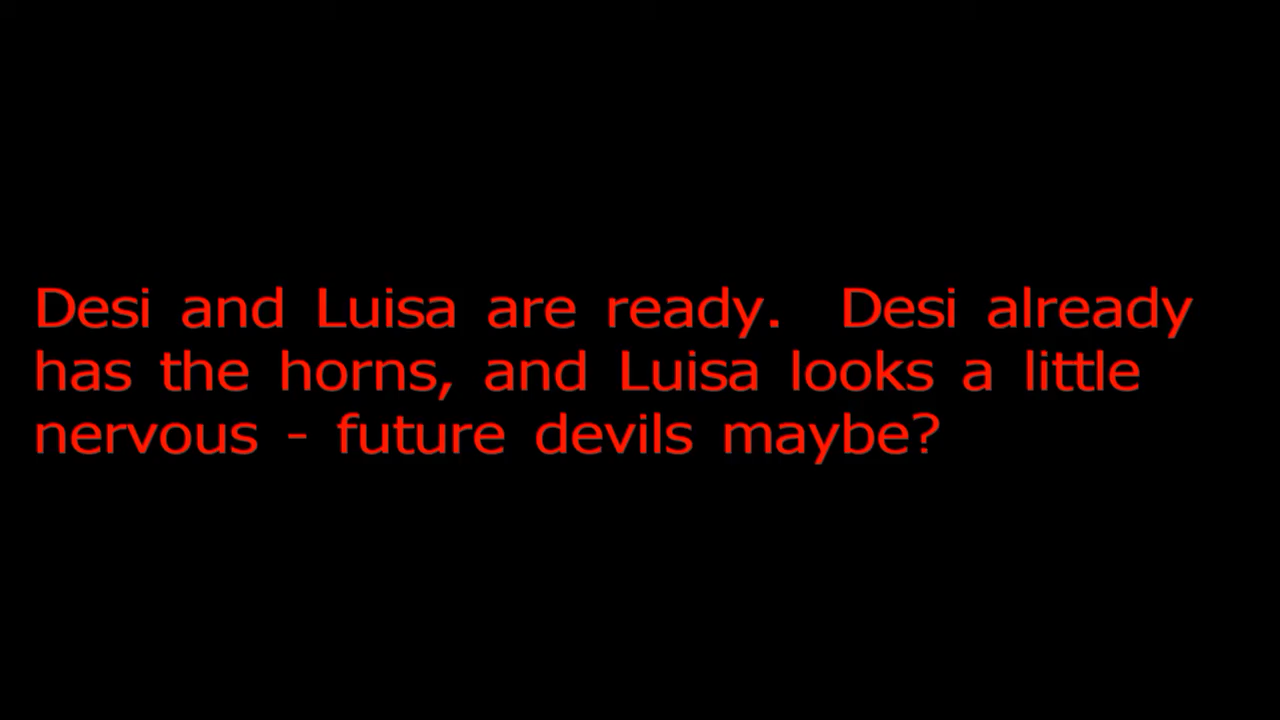 Desi and Luisa are ready.  Desi already
has the horns, and Luisa looks a little
nervous - future devils maybe?